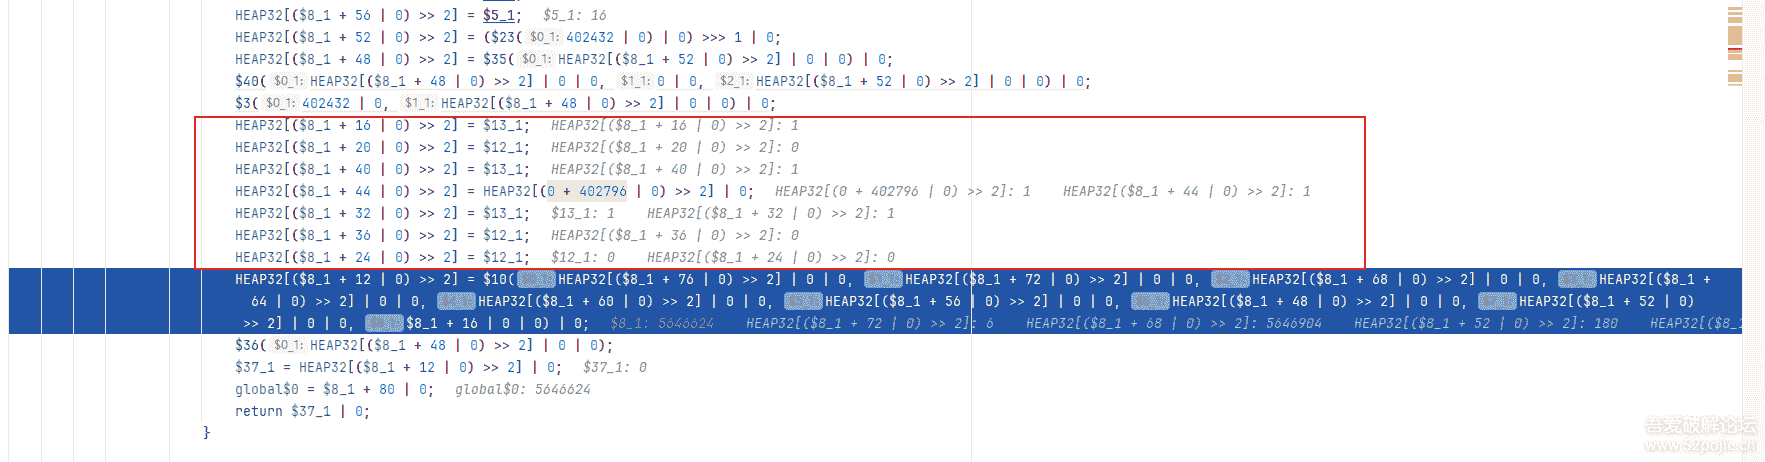 HEAP32[($8_1 + 56 | 0) >> 2] = $5_1; $5_1: 16
HEAP32[($8_1 + 52 | 0) >> 2] = ($23( $0_1: 402432 | 0) | 0) >>> 1 | 0;
HEAP32[($8_1 + 48 | 0) >> 2] = $35( $0_1: HEAP32[($8_1 + 52 | 0) >> 2] | 0 | 0) | 0;
$40( $0_1: HEAP32[($8_1 + 48 | 0) >> 2] | 0 | 0, $1_1: 0 | 0, $2_1: HEAP32[($8_1 + 52 | 0) >> 2] | 0 | 0) | 0;
$3( $0_1: 402432 | 0, $1_1: HEAP32[($8_1 + 48 | 0) >> 2] | 0 | 0) | 0;
HEAP32[($8_1 + 16 | 0) >> 2] = $13_1; HEAP32[($8_1 + 16 | 0) >> 2]: 1
HEAP32[($8_1 + 20 | 0) >> 2] = $12_1; HEAP32[($8_1 + 20 | 0) >> 2]: 0
HEAP32[($8_1 + 40 | 0) >> 2] = $13_1; HEAP32[($8_1 + 40 | 0) >> 2]: 1
HEAP32[($8_1 + 44 | 0) >> 2] = HEAP32[(0 + 402796 | 0) >> 2] | 0; HEAP32[(0 + 402796 | 0) >> 2]: 1 HEAP32[($8_1 + 44 | 0) >> 2]: 1
HEAP32[($8_1 + 32 | 0) >> 2] = $13_1; $13_1: 1 HEAP32[($8_1 + 32 | 0) >> 2]: 1
HEAP32[($8_1 + 36 | 0) >> 2] = $12_1; HEAP32[($8_1 + 36 | 0) >> 2]: 0
HEAP32[($8_1 + 24 | 0) >> 2] = $12_1; $12_1: 0 HEAP32[($8_1 + 24 | 0) >> 2]: 0
HEAP32[($8_1 + 12 | 0) >> 2] = $10( HEAP32[($8_1 + 76 | 0) >> 2] | 0 | 0, HEAP32[($8_1 + 72 | 0) >> 2] | 0 | 0, HEAP32[($8_1 + 68 | 0) >> 2] | 0 | 0, HEAP32[($8_1 +
64 | 0) >> 2] | 0 | 0, HEAP32[($8_1 + 60 | 0) >> 2] | 0 | 0, HEAP32[($8_1 + 56 | 0) >> 2] | 0 | 0, HEAP32[($8_1 + 48 | 0) >> 2] | 0 | 0, HEAP32[($8_1 + 52 | 0)
>> 2] | 0 | 0, $8_1 + 16 | 0 | 0) | 0; $8_1: 5646624 HEAP32[($8_1 + 72 | 0) >> 2]: 6 HEAP32[($8_1 + 68 | 0) >> 2]: 5646904 HEAP32[($8_1 + 52 | 0) >> 2]: 180 HEAP32[($8_1
$36( $0_1: HEAP32[($8_1 + 48 | 0) >> 2] | 0 | 0);
$37_1 = HEAP32[($8_1 + 12 | 0) >> 2] | 0; $37_1: 0
global$0 = $8_1 + 80 | 0; global$0: 5646624
return $37_1 | 0;
}
吾爱破解论坛
www.52pojie.cn